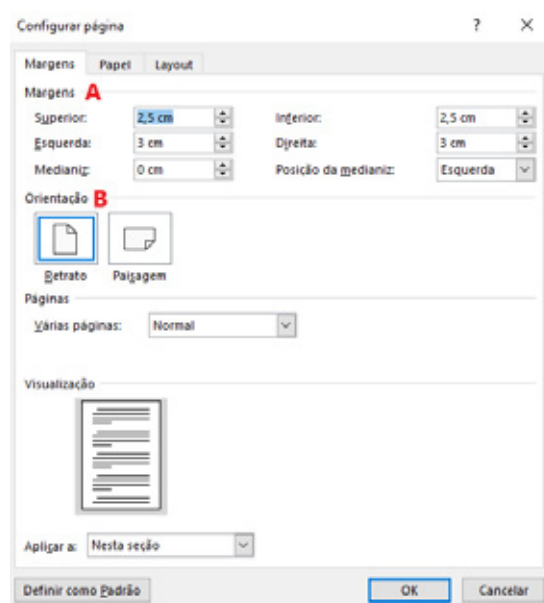 Configurar página ? ×
Margens Papel Layout
Margens A
Superior: 2,5 cm Inferior: 2,5 cm
Esquerda: 3 cm Direita: 3 cm
Medianiz: 0 cm Posição da medianiz: Esquerda
Orientação B
Retrato Paisagem
Páginas
Várias páginas: Normal
Visualização
Aplicar a: Nesta seção
Definir como Padrão OK Cancelar